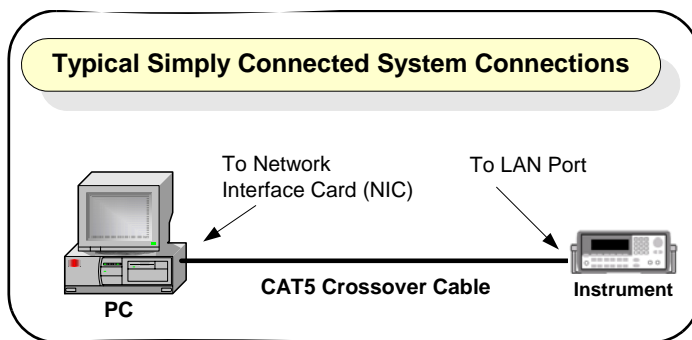 Typical Simply Connected System Connections
To Network
Interface Card (NIC)
To LAN Port
CAT5 Crossover Cable
PC
Instrument